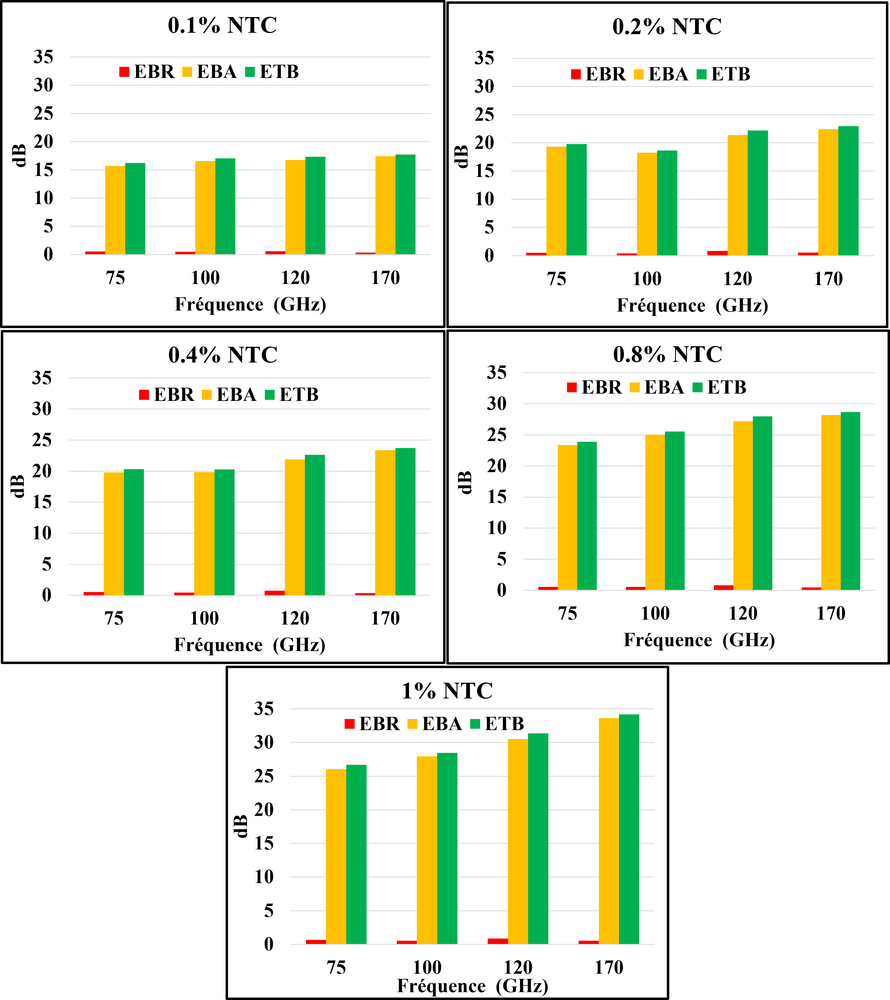 0.1% NTC
35
EBR EBA ETB
30
25
20
15
10
5
0
dB
75 100 120 170
Fréquence (GHz)
0.2% NTC
35
EBR EBA ETB
30
25
20
15
10
5
0
dB
75 100 120 170
Fréquence (GHz)
0.4% NTC
35
EBR EBA ETB
30
25
20
15
10
5
0
dB
75 100 120 170
Fréquence (GHz)
0.8% NTC
35
EBR EBA ETB
30
25
20
15
10
5
0
dB
75 100 120 170
Fréquence (GHz)
1% NTC
35
EBR EBA ETB
30
25
20
15
10
5
0
dB
75 100 120 170
Fréquence (GHz)